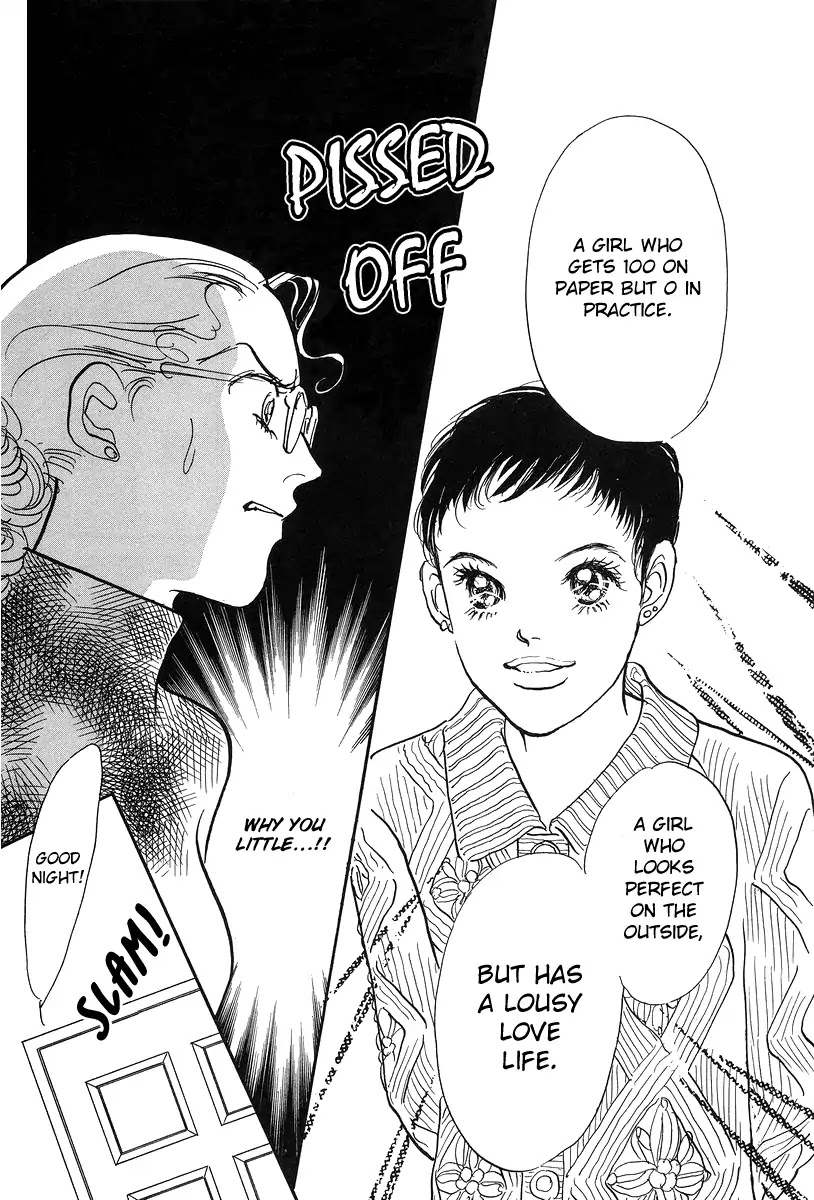 A GIRL WHO
GETS 100 ON
PAPER BUT 0 IN
PRACTICE.
A GIRL
WHO
LOOKS
PERFECT
ON THE
OUTSIDE,
BUT HAS
A LOUSY
LOVE
LIFE.
PISSED
OFF
WHY YOU
LITTLE...!!
GOOD
NIGHT!
SLAM!